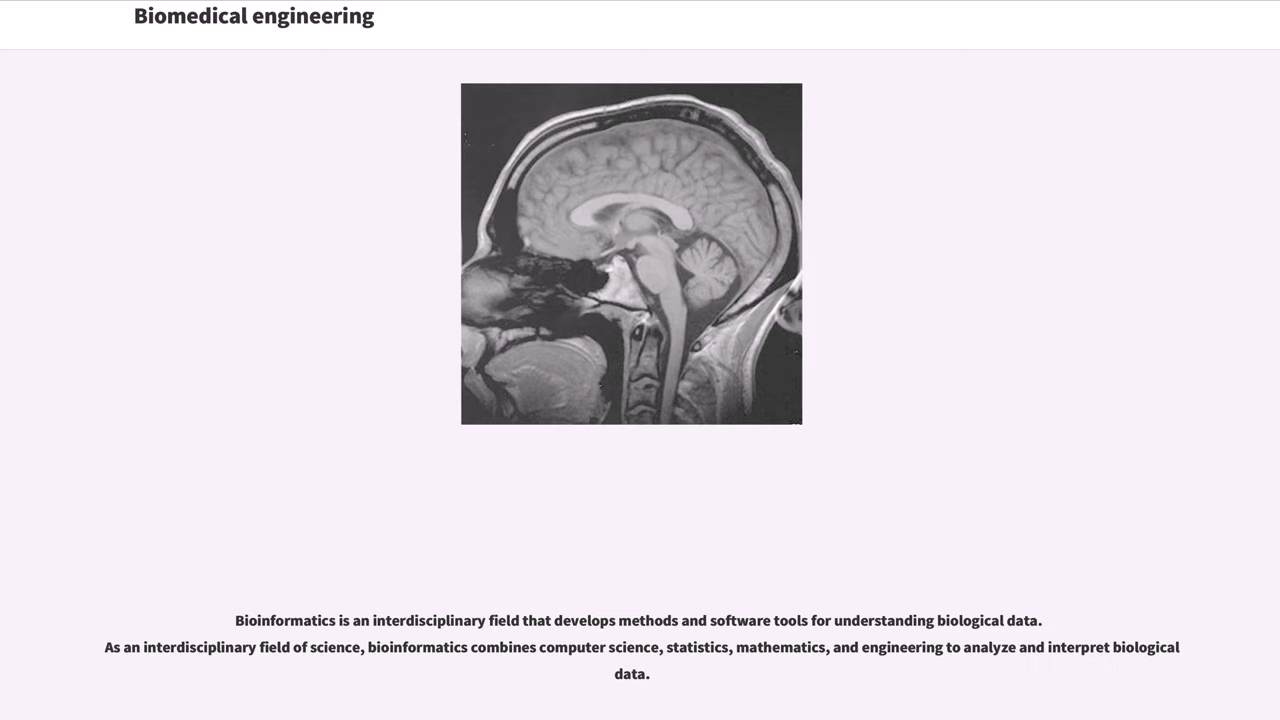 Biomedical engineering
Bioinformatics is an interdisciplinary field that develops methods and software tools for understanding biological data.
As an interdisciplinary field of science, bioinformatics combines computer science, statistics, mathematics, and engineering to analyze and interpret biological
data.